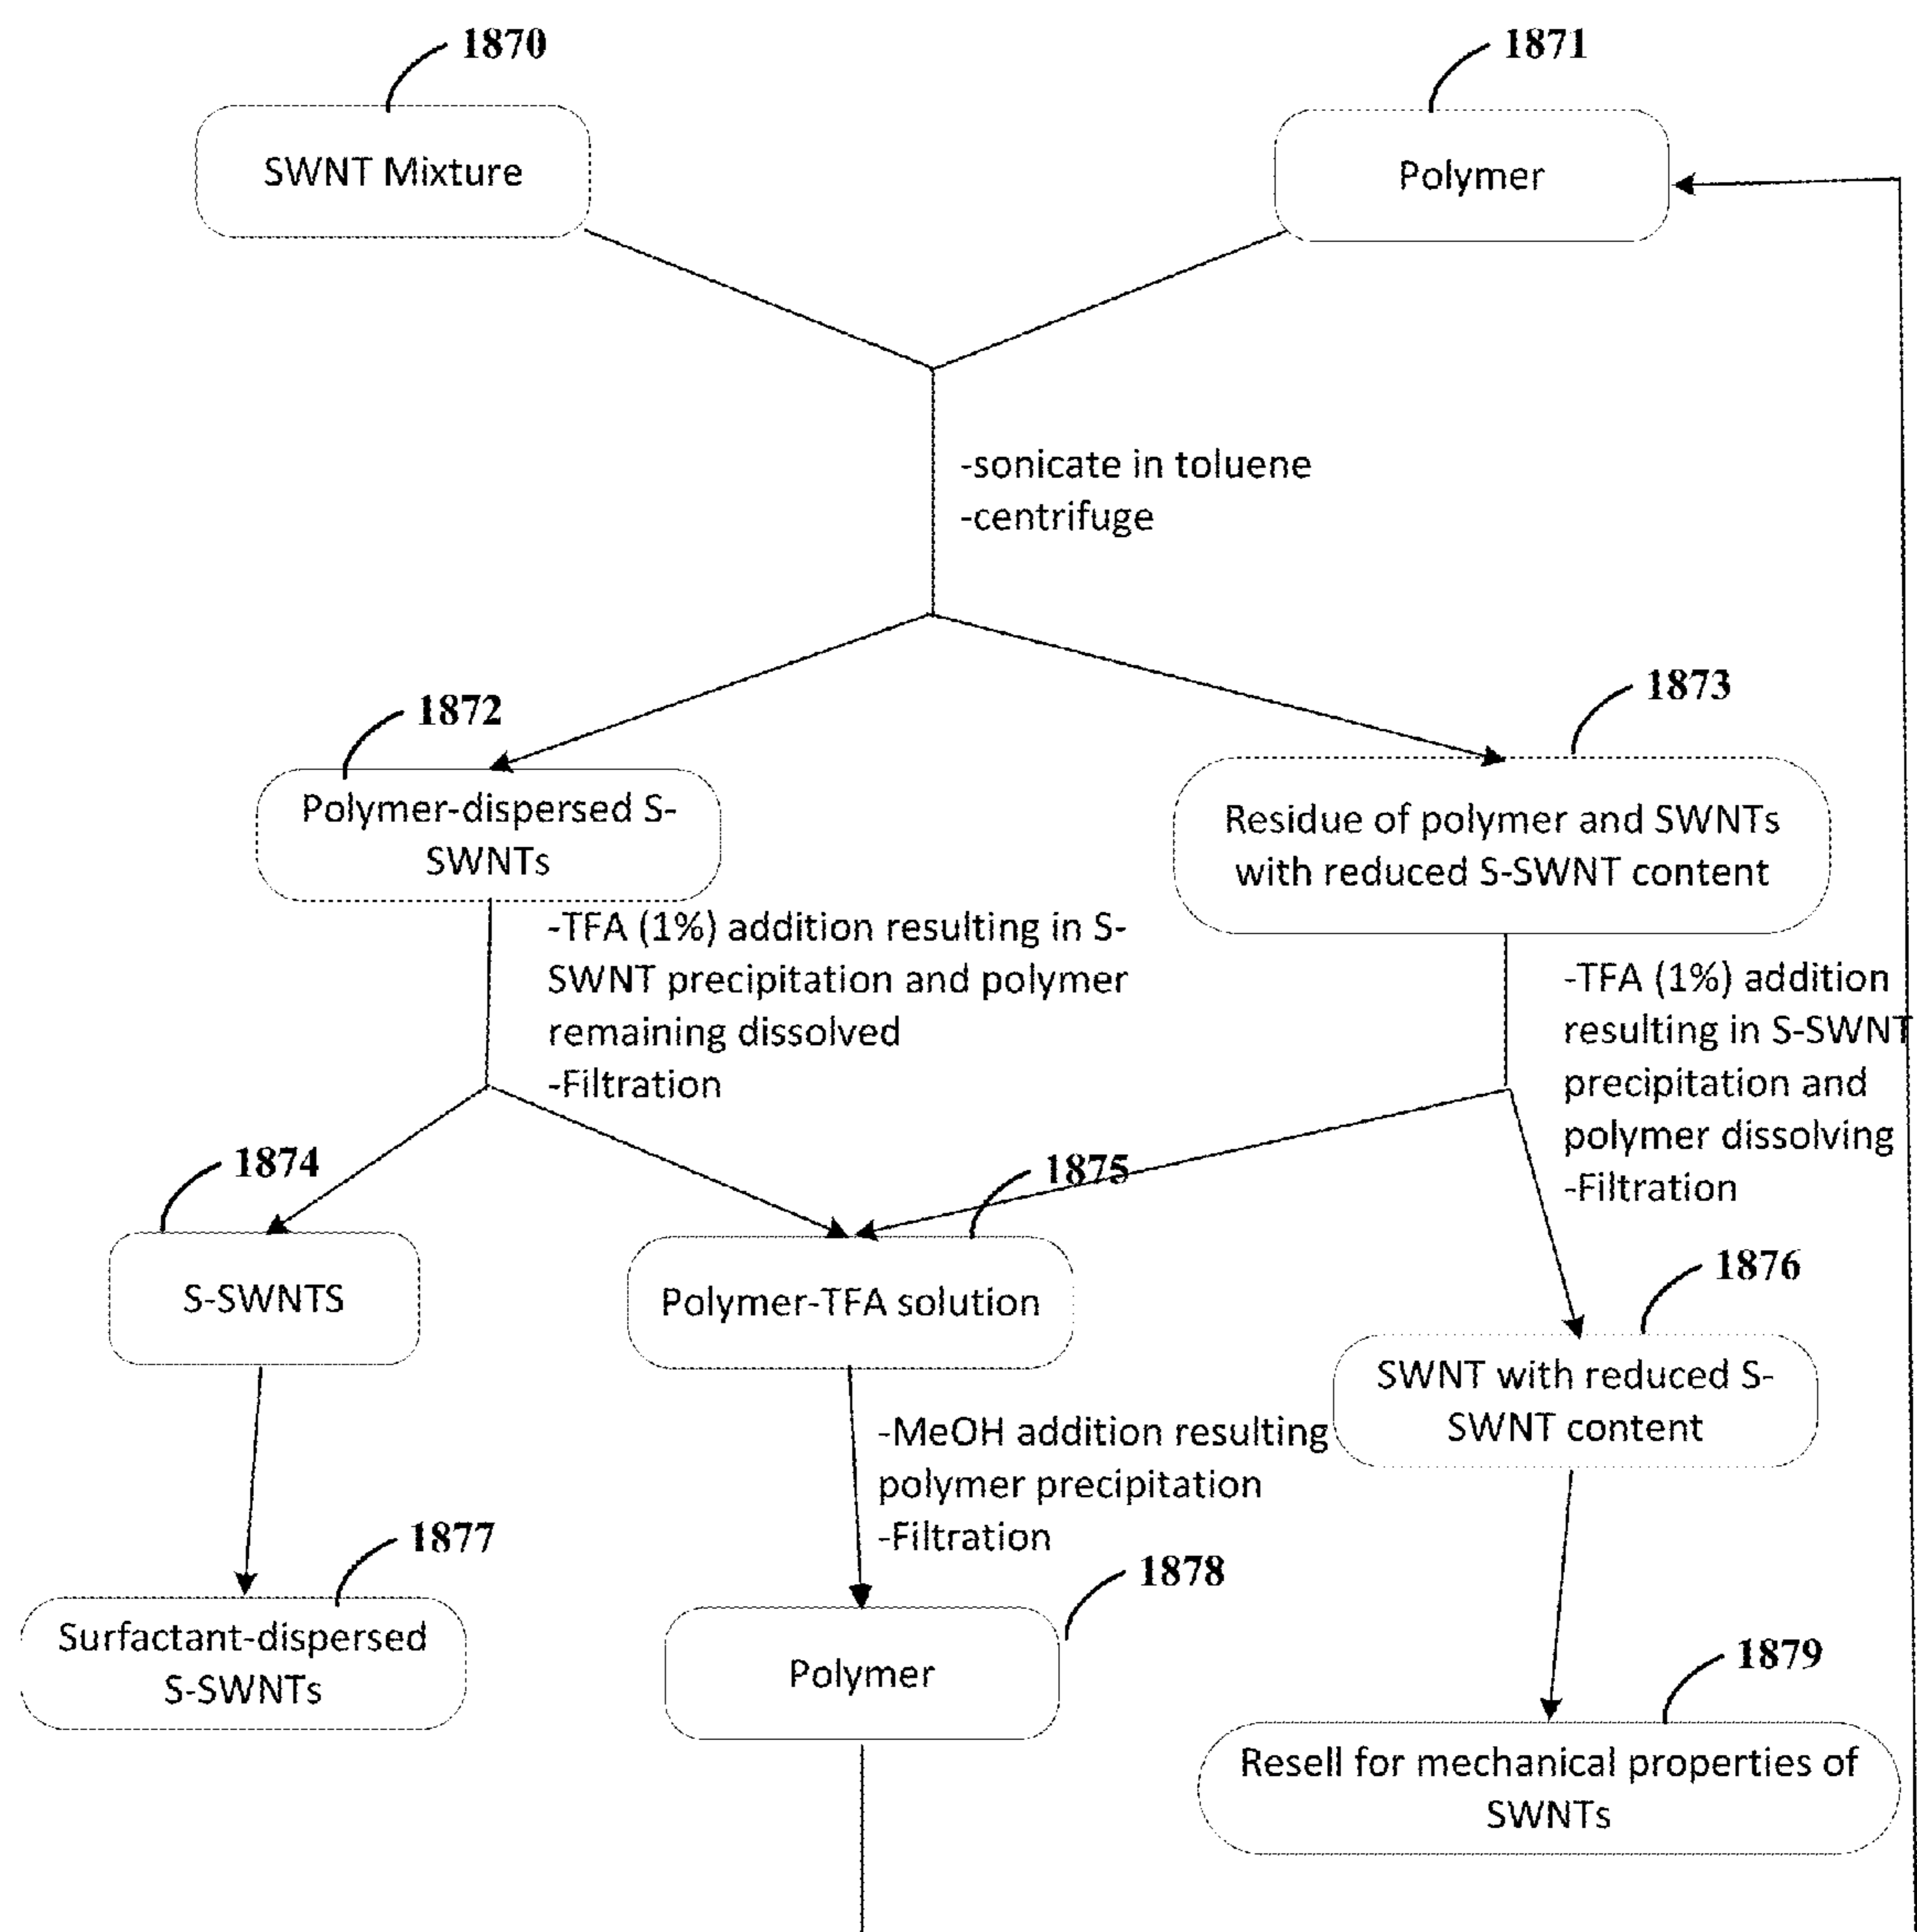 1870
1871
SWNT Mixture
Polymer
-sonicate in toluene
-centrifuge
1872
1873
Polymer-dispersed S-
SWNTs
Residue of polymer and SWNTs
with reduced S-SWNT content
-TFA (1%) addition resulting in S-
SWNT precipitation and polymer
remaining dissolved
-Filtration
-TFA (1%) addition
resulting in S-SWNT
precipitation and
polymer dissolving
-Filtration
1874
1875
1876
S-SWNTS
Polymer-TFA solution
SWNT with reduced S-
SWNT content
-MeOH addition resulting
polymer precipitation
-Filtration
1877
1878
1879
Surfactant-dispersed
S-SWNTs
Polymer
Resell for mechanical properties of
SWNTs